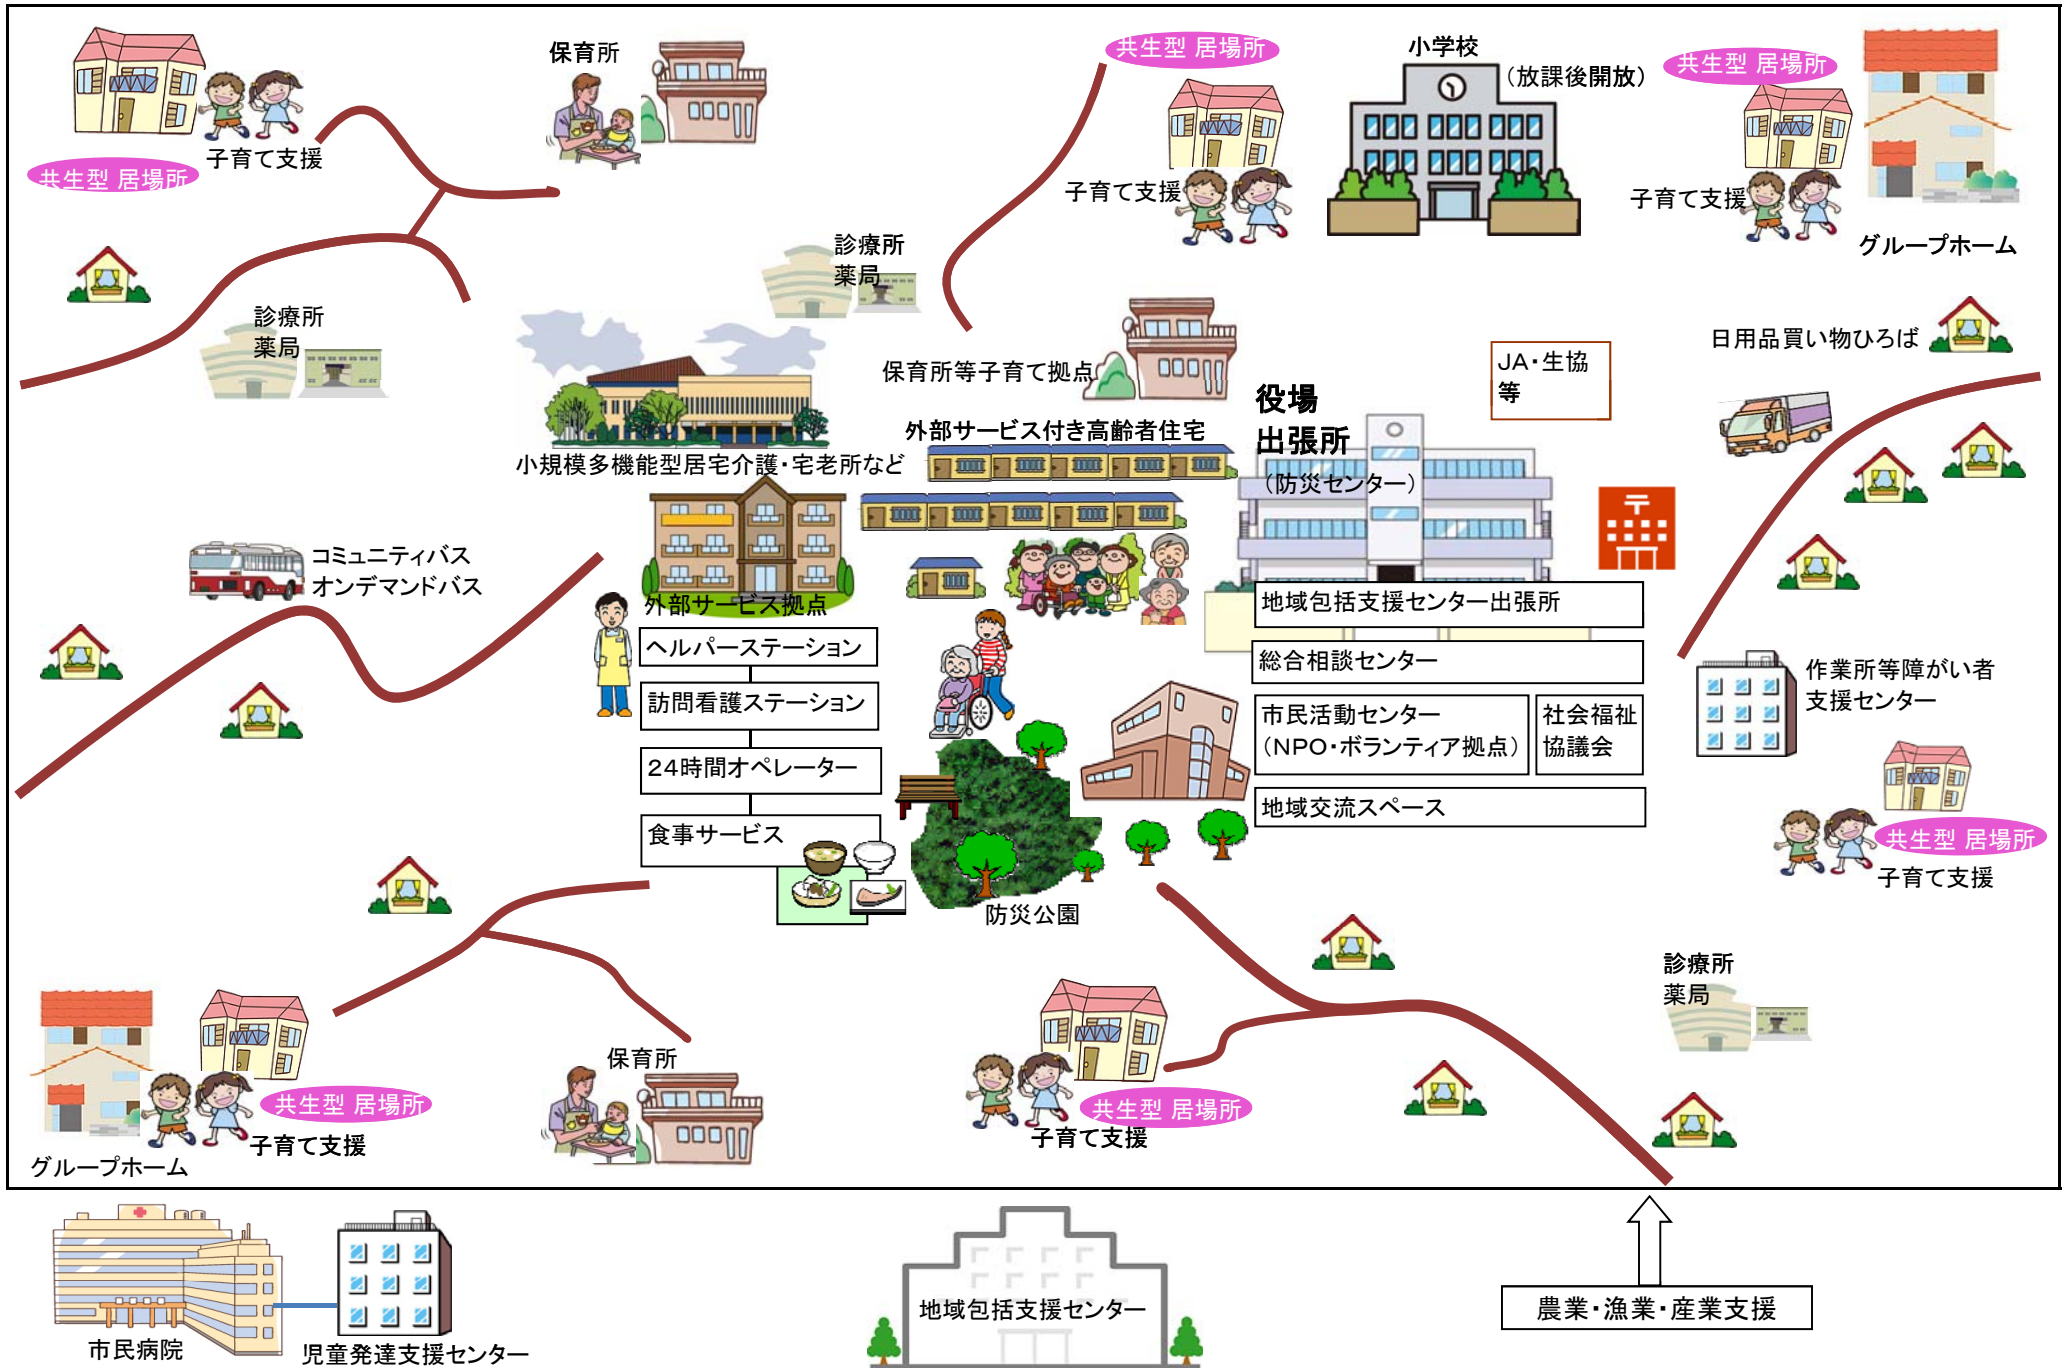 共生型 居場所
子育て支援
保育所
共生型 居場所
子育て支援
小学校
（放課後開放）
共生型 居場所
子育て支援
グループホーム
診療所
薬局
診療所
薬局
保育所等子育て拠点
JA・生協
等
日用品買い物ひろば
役場
出張所
（防災センター）
外部サービス付き高齢者住宅
小規模多機能型居宅介護・宅老所など
コミュニティバス
オンデマンドバス
〒
外部サービス拠点
ヘルパーステーション
訪問看護ステーション
24時間オペレーター
食事サービス
地域包括支援センター出張所
総合相談センター
市民活動センター
（NPO・ボランティア拠点）
社会福祉
協議会
地域交流スペース
作業所等障がい者
支援センター
共生型 居場所
子育て支援
防災公園
診療所
薬局
共生型 居場所
子育て支援
グループホーム
保育所
共生型 居場所
子育て支援
市民病院
児童発達支援センター
地域包括支援センター
農業・漁業・産業支援